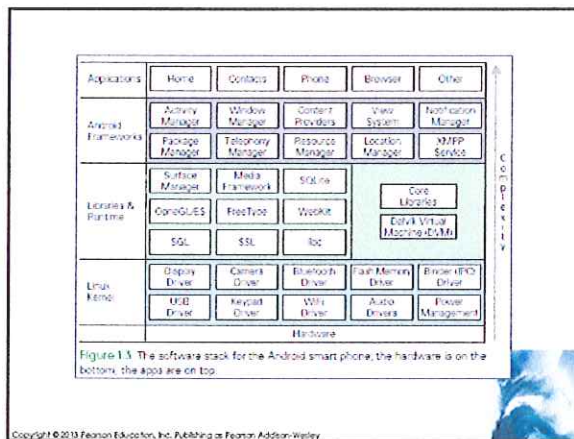 Applications
Home
Contacts
Phone
Browser
Other
Android
Frameworks
Activity
Manager
Window
Manager
Content
Providers
View
System
Notification
Manager
Package
Manager
Telephony
Manager
Resource
Manager
Location
Manager
XMPP
Service
Libraries &
Runtime
Surface
Manager
Media
Framework
SQLite
OpenGL/ES
FreeType
WebKit
SGL
SSL
libc
Core
Libraries
Dalvik Virtual
Machine (DVM)
Linux
Kernel
Display
Driver
Camera
Driver
Bluetooth
Driver
Flash Memory
Driver
Binder (IPC)
Driver
USB
Driver
Keypad
Driver
WiFi
Driver
Audio
Drivers
Power
Management
Hardware
Complexity
Figure 1.3 The software stack for the Android smart phone; the hardware is on the
bottom, the apps are on top.
Copyright © 2013 Pearson Education, Inc. Publishing as Pearson Addison-Wesley